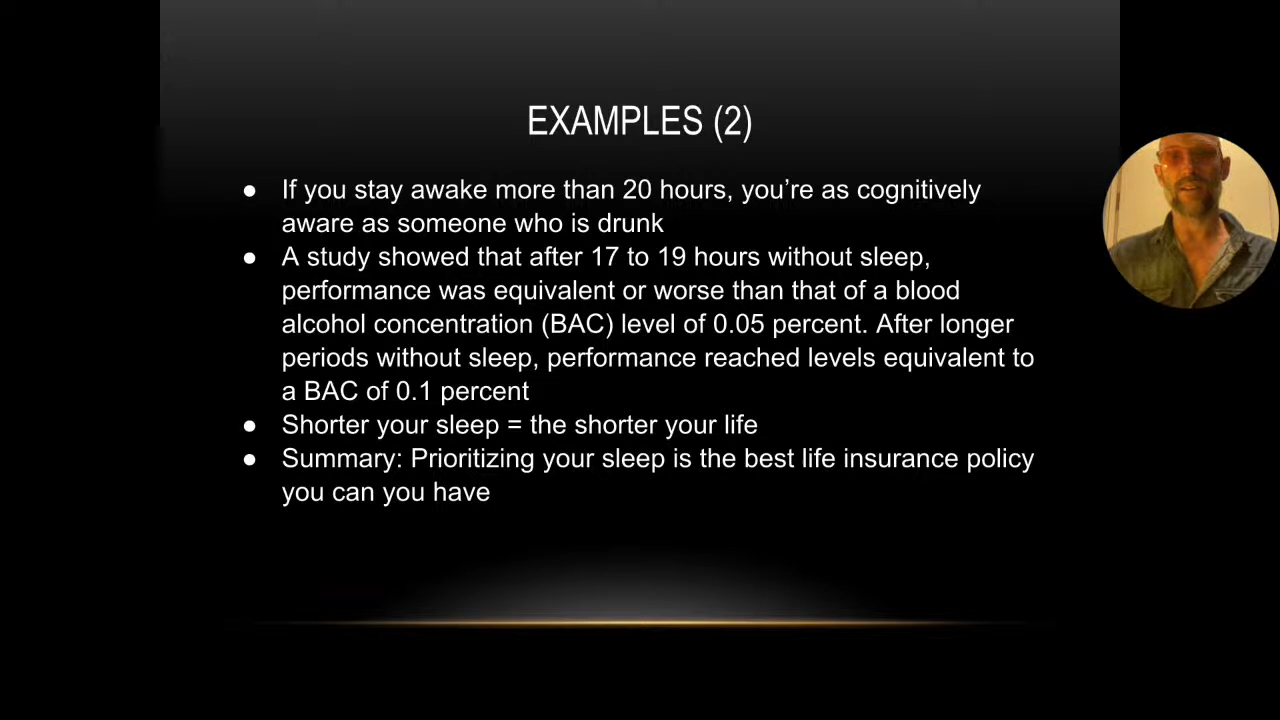 EXAMPLES (2)
● If you stay awake more than 20 hours, you’re as cognitively
aware as someone who is drunk
● A study showed that after 17 to 19 hours without sleep,
performance was equivalent or worse than that of a blood
alcohol concentration (BAC) level of 0.05 percent. After longer
periods without sleep, performance reached levels equivalent to
a BAC of 0.1 percent
● Shorter your sleep = the shorter your life
● Summary: Prioritizing your sleep is the best life insurance policy
you can you have